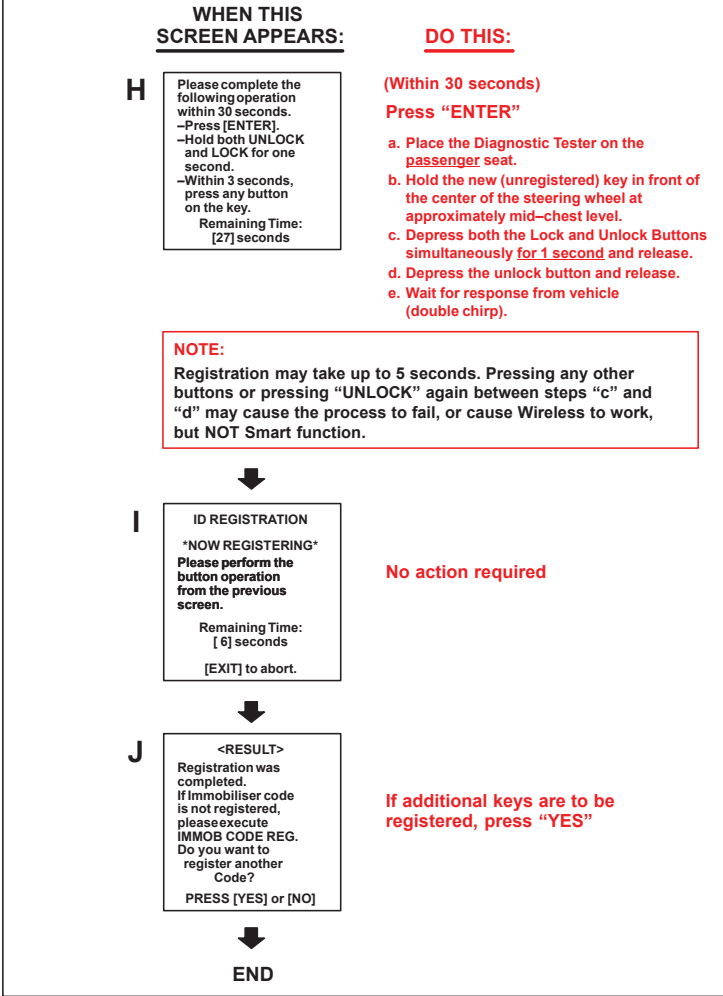 WHEN THIS
SCREEN APPEARS:
DO THIS:
H
Please complete the
following operation
within 30 seconds.
–Press [ENTER].
–Hold both UNLOCK
and LOCK for one
second.
–Within 3 seconds,
press any button
on the key.
Remaining Time:
[27] seconds
(Within 30 seconds)
Press “ENTER”
a. Place the Diagnostic Tester on the
passenger seat.
b. Hold the new (unregistered) key in front of
the center of the steering wheel at
approximately mid–chest level.
c. Depress both the Lock and Unlock Buttons
simultaneously for 1 second and release.
d. Depress the unlock button and release.
e. Wait for response from vehicle
(double chirp).
NOTE:
Registration may take up to 5 seconds. Pressing any other
buttons or pressing “UNLOCK” again between steps “c” and
“d” may cause the process to fail, or cause Wireless to work,
but NOT Smart function.
I
ID REGISTRATION
*NOW REGISTERING*
Please perform the
button operation
from the previous
screen.
Remaining Time:
[ 6] seconds
[EXIT] to abort.
No action required
J
<RESULT>
Registration was
completed.
If Immobiliser code
is not registered,
please execute
IMMOB CODE REG.
Do you want to
register another
Code?
PRESS [YES] or [NO]
If additional keys are to be
registered, press “YES”
END